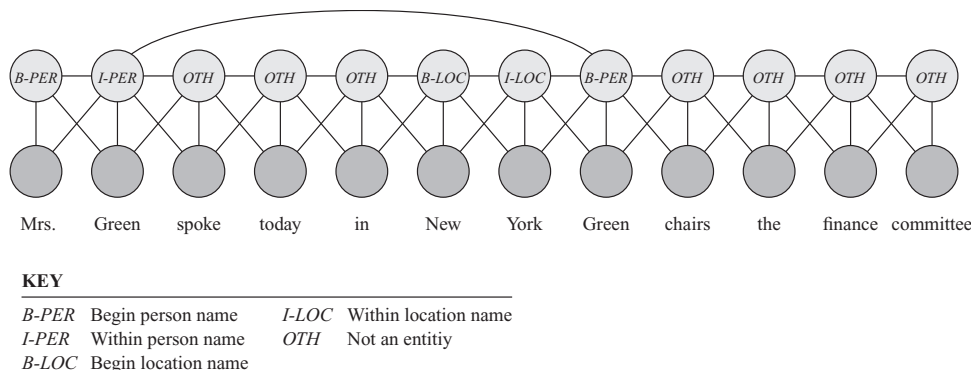 B-PER I-PER OTH OTH OTH B-LOC I-LOC B-PER OTH OTH OTH OTH
Mrs. Green spoke today in New York Green chairs the finance committee
KEY
B-PER Begin person name I-LOC Within location name
I-PER Within person name OTH Not an entitiy
B-LOC Begin location name